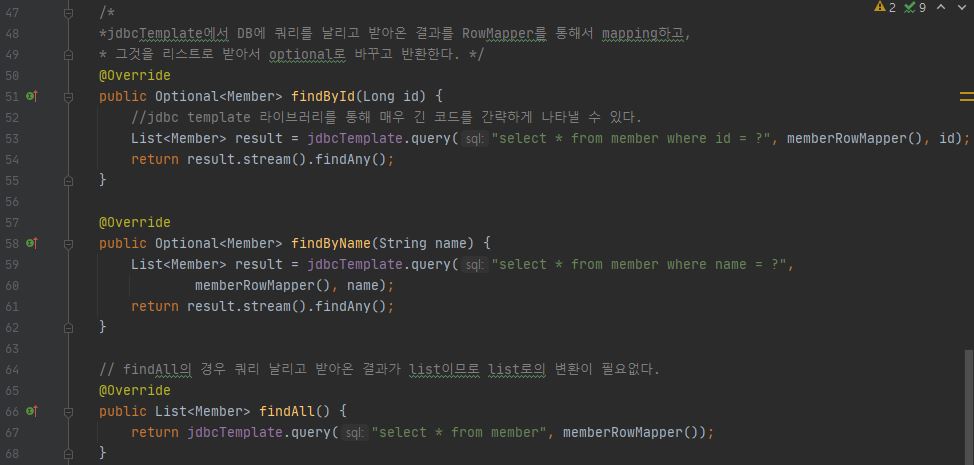 2 9
47 /*
48 *jdbcTemplate에서 DB에 쿼리를 날리고 받아온 결과를 RowMapper를 통해서 mapping하고,
49 * 그것을 리스트로 받아서 optional로 바꾸고 반환한다. */
50 @Override
51 public Optional<Member> findById(Long id) {
52 //jdbc template 라이브러리를 통해 매우 긴 코드를 간략하게 나타낼 수 있다.
53 List<Member> result = jdbcTemplate.query( sql: "select * from member where id = ?", memberRowMapper(), id);
54 return result.stream().findAny();
55 }
56
57 @Override
58 public Optional<Member> findByName(String name) {
59 List<Member> result = jdbcTemplate.query( sql: "select * from member where name = ?",
60 memberRowMapper(), name);
61 return result.stream().findAny();
62 }
63
64 // findAll의 경우 쿼리 날리고 받아온 결과가 list이므로 list로의 변환이 필요없다.
65 @Override
66 public List<Member> findAll() {
67 return jdbcTemplate.query( sql: "select * from member", memberRowMapper());
68 }